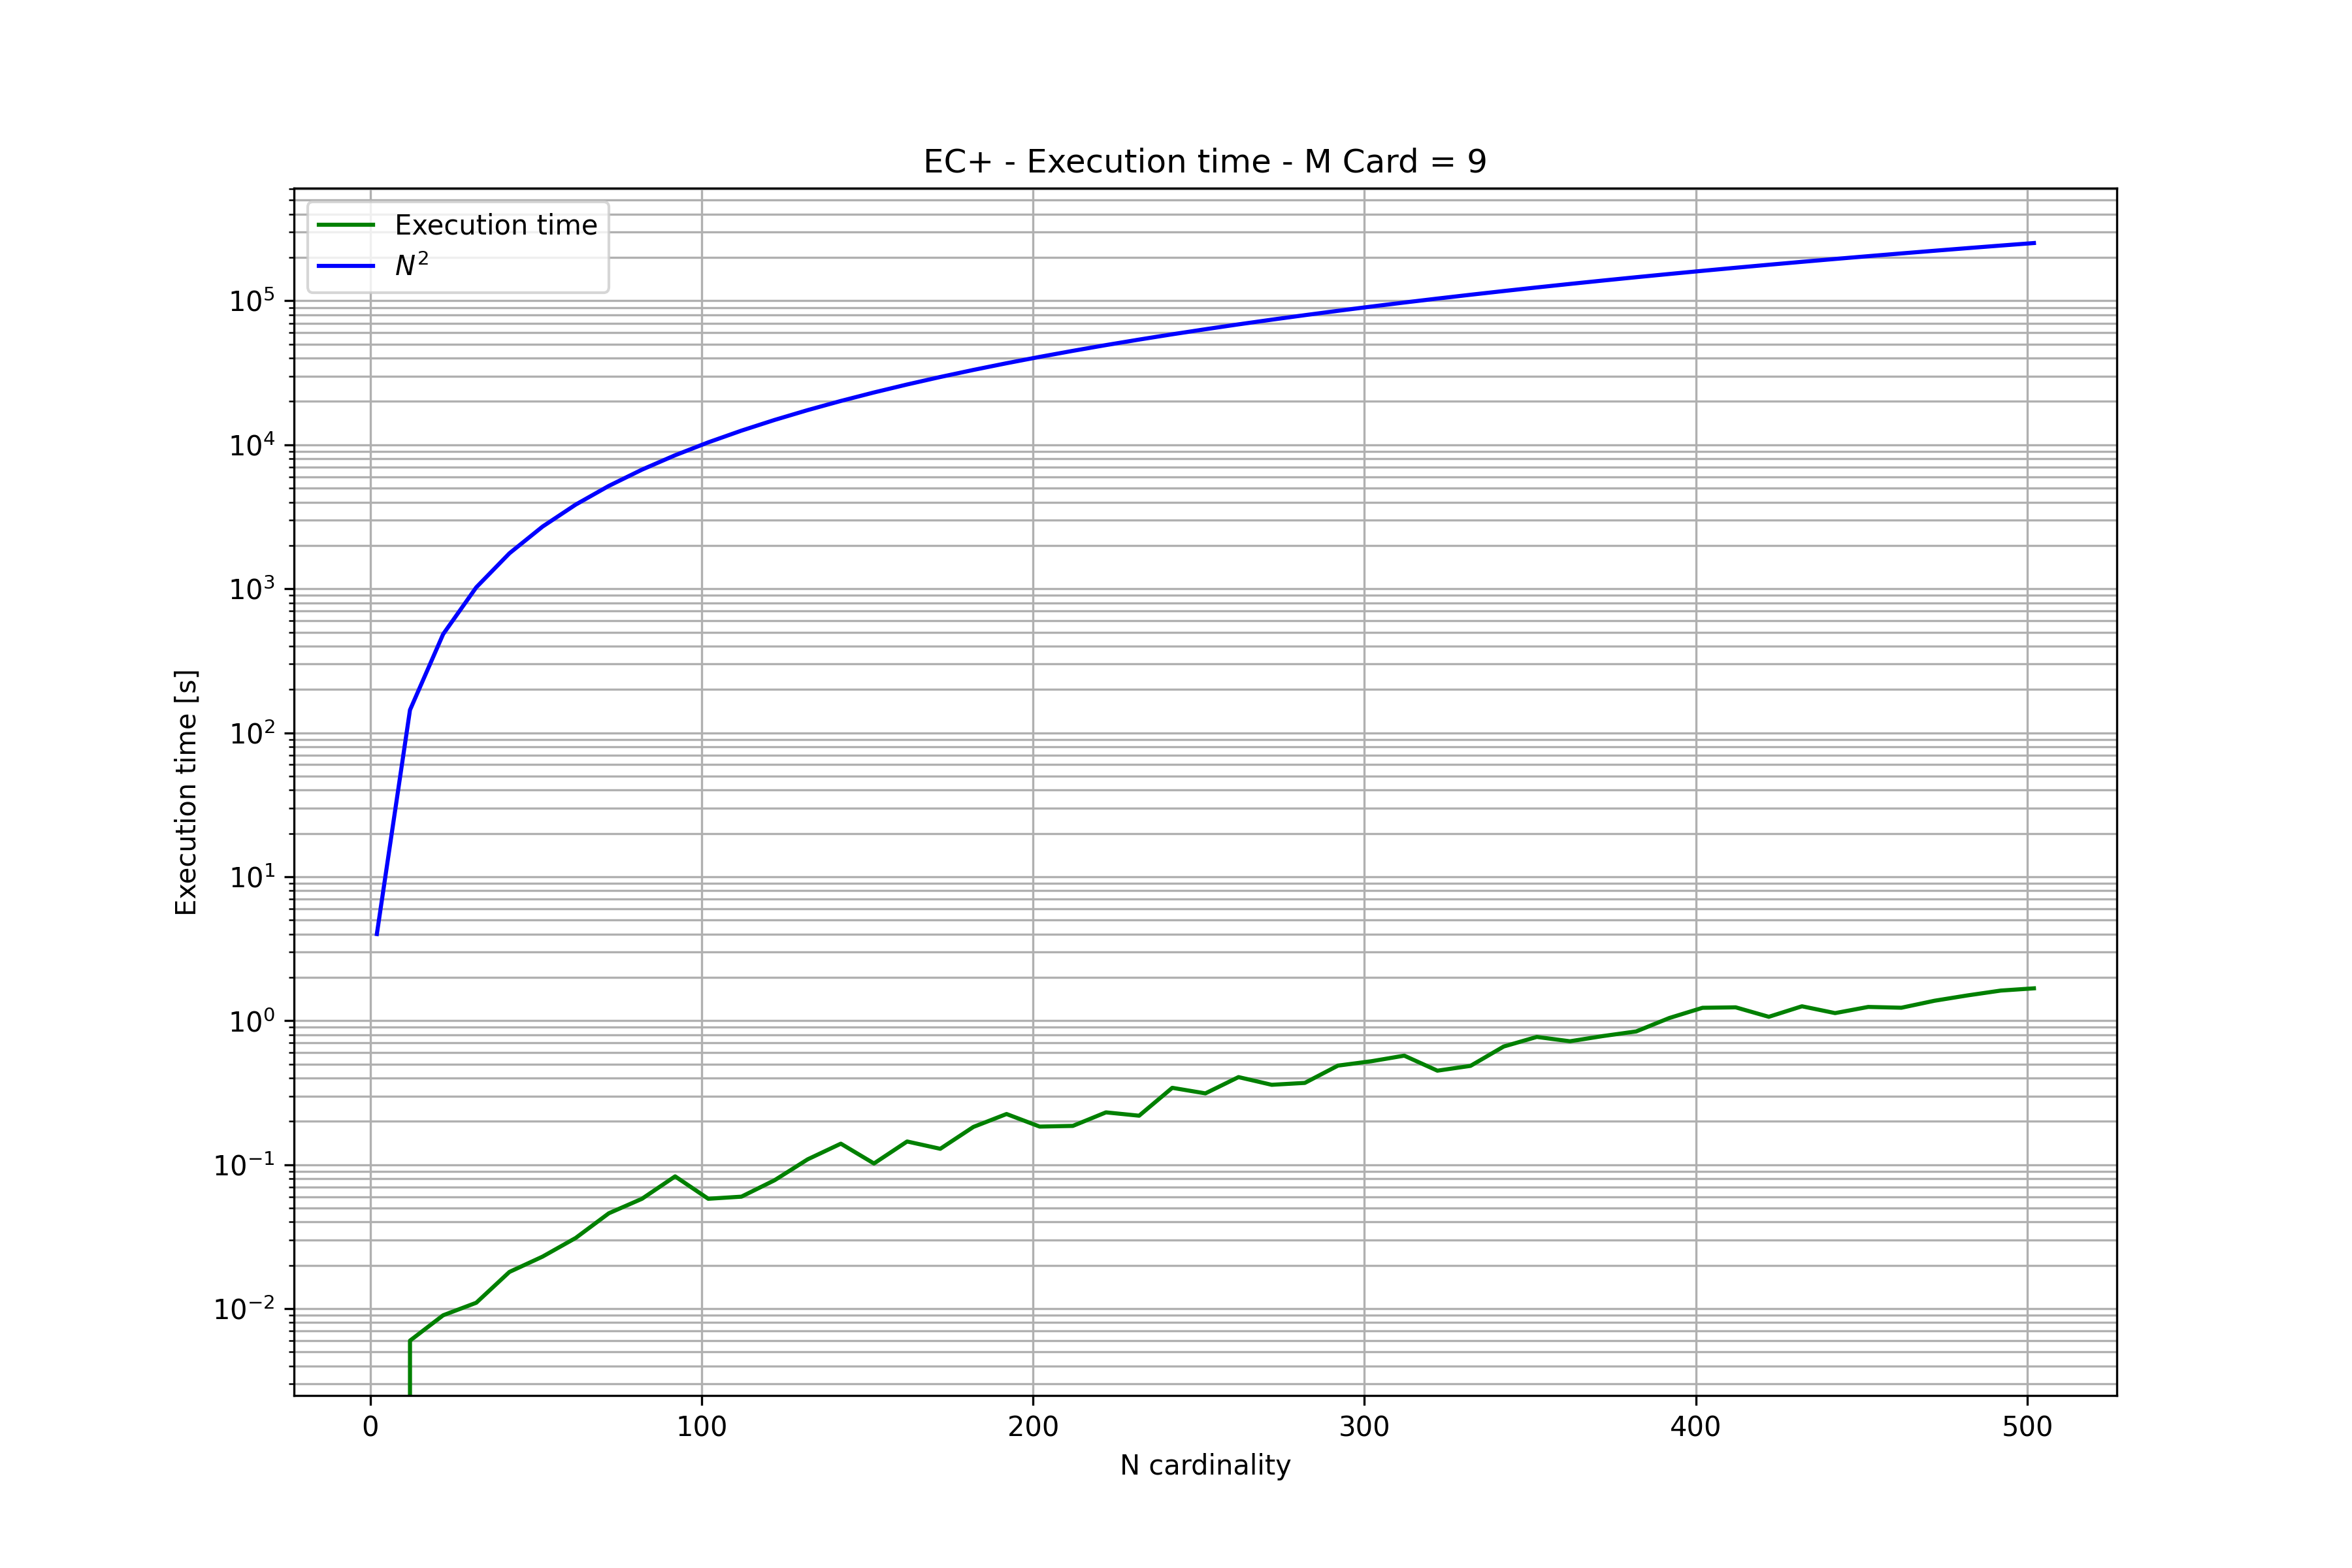 EC+ - Execution time - M Card = 9
Execution time
N²
10⁵
10⁴
10³
10²
10¹
10⁰
10⁻¹
10⁻²
Execution time [s]
0 100 200 300 400 500
N cardinality